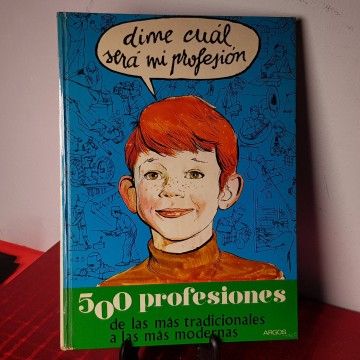 dime cuál
será mi profesión
500 profesiones
de las más tradicionales
a las más modernas
ARGOS